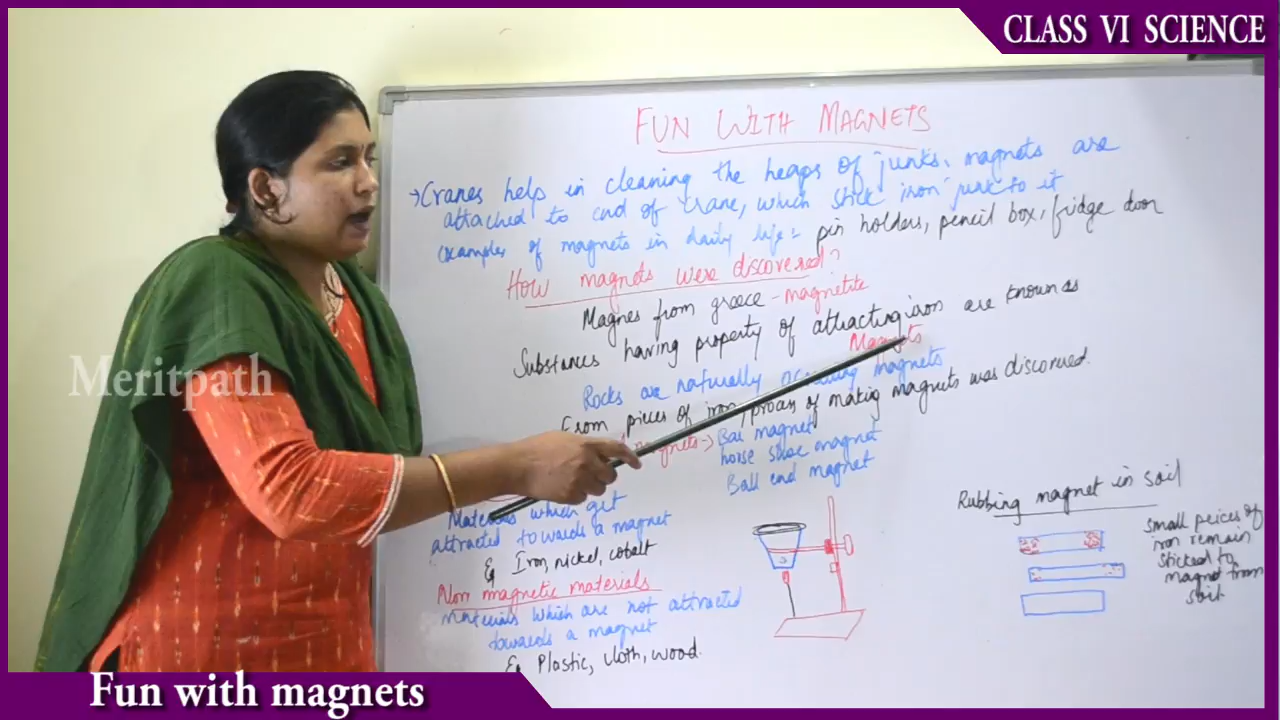 CLASS VI SCIENCE
FUN WITH MAGNETS
→ Cranes help in cleaning the heaps of junks, magnets are
attached to end of crane, which stick iron junk to it
examples of magnets in daily life = pin holders, pencil box, fridge door
How magnets were discovered?
Magnes from greece - magnetite
Substances having property of attracting iron are known as
Magnets
Rocks are naturally magnets
From pieces of iron, process of making magnets was discovered.
magnets → Bar magnet
horse shoe magnet
Ball end magnet
Materials which get
attracted towards a magnet
Eg Iron, nickel, cobalt
Non magnetic materials
materials which are not attracted
towards a magnet
Eg Plastic, cloth, wood.
Rubbing magnet in soil
small peices of
iron remain
sticked to
magnet from
soil
Meritpath
Fun with magnets